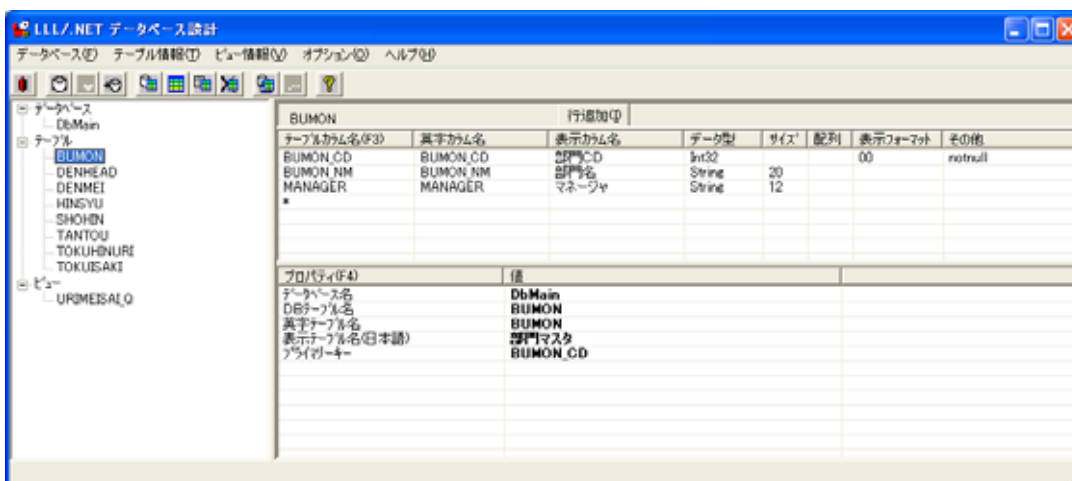 LLL/.NET データベース設計
データベース(F) テーブル情報(T) ビュー情報(V) オプション(O) ヘルプ(H)
データベース
DbMain
テーブル
BUMON
DENHEAD
DENMEI
HINSYU
SHOHIN
TANTOU
TOKUHINURI
TOKUISAKI
ビュー
URIMEISAI_Q
BUMON 行追加(I)
テーブルカラム名(F3) 英字カラム名 表示カラム名 データ型 サイズ 配列 表示フォーマット その他
BUMON_CD BUMON_CD 部門CD Int32 00 notnull
BUMON_NM BUMON_NM 部門名 String 20
MANAGER MANAGER マネージャ String 12
*
プロパティ(F4) 値
データベース名 DbMain
DBテーブル名 BUMON
英字テーブル名 BUMON
表示テーブル名(日本語) 部門マスタ
プライマリーキー BUMON_CD